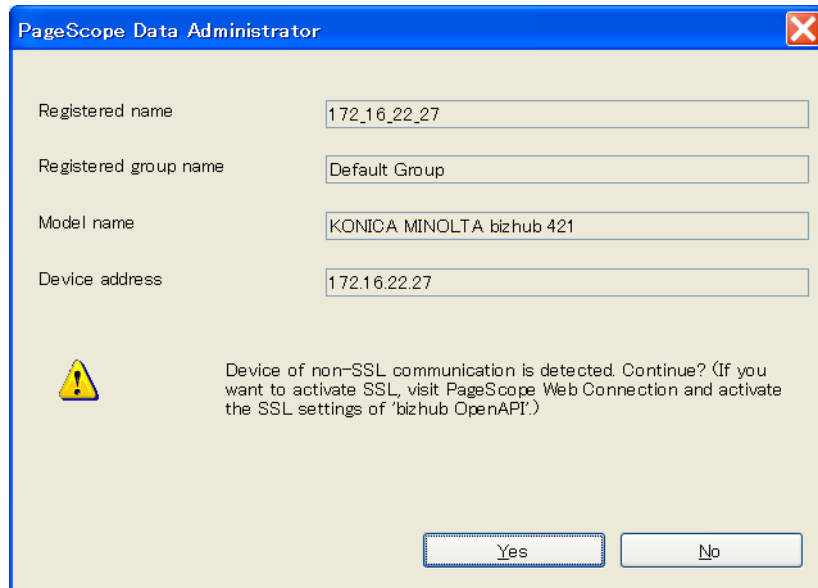 PageScope Data Administrator
Registered name 172_16_22_27
Registered group name Default Group
Model name KONICA MINOLTA bizhub 421
Device address 172.16.22.27
Device of non-SSL communication is detected. Continue? (If you
want to activate SSL, visit PageScope Web Connection and activate
the SSL settings of 'bizhub OpenAPI'.)
Yes No